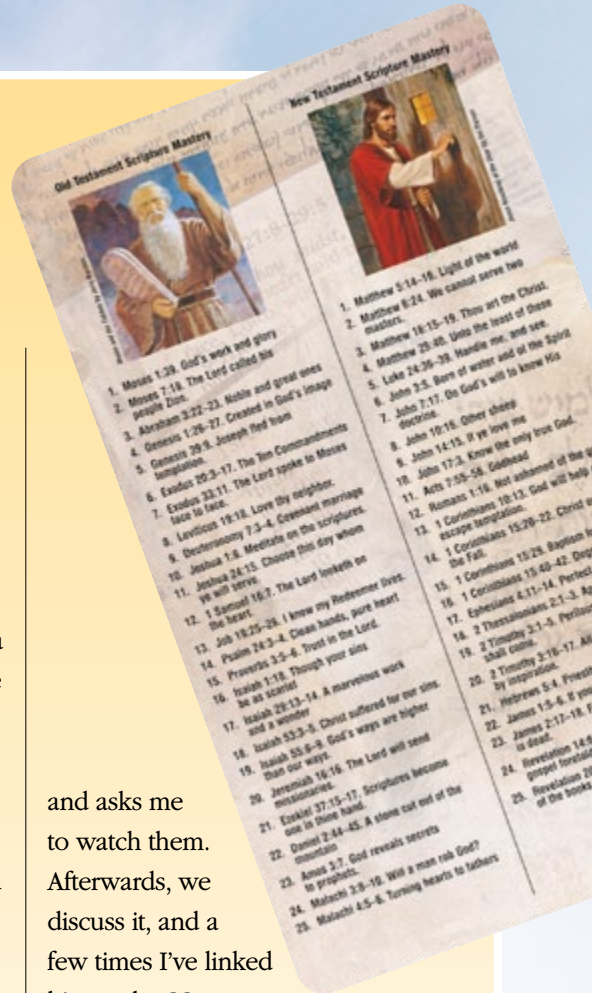 Old Testament Scripture Mastery
1. Moses 1:39. God's work and glory
2. Moses 7:18. The Lord called his
people Zion.
3. Abraham 3:22–23. Noble and great ones
4. Genesis 1:26–27. Created in God's image
5. Genesis 39:9. Joseph fled from
temptation.
6. Exodus 20:3–17. The Ten Commandments
7. Exodus 33:11. The Lord spoke to Moses
face to face.
8. Leviticus 19:18. Love thy neighbor.
9. Deuteronomy 7:3–4. Covenant marriage
10. Joshua 1:8. Meditate on the scriptures.
11. Joshua 24:15. Choose this day whom
ye will serve.
12. 1 Samuel 16:7. The Lord looketh on
the heart.
13. Job 19:25–26. I know my Redeemer lives.
14. Psalm 24:3–4. Clean hands, pure heart
15. Proverbs 3:5–6. Trust in the Lord.
16. Isaiah 1:18. Though your sins
be as scarlet
17. Isaiah 29:13–14. A marvelous work
and a wonder
18. Isaiah 53:3–5. Christ suffered for our sins.
19. Isaiah 55:8–9. God's ways are higher
than our ways.
20. Jeremiah 16:16. The Lord will send
missionaries.
21. Ezekiel 37:15–17. Scriptures become
one in thine hand.
22. Daniel 2:44–45. A stone cut out of the
mountain
23. Amos 3:7. God reveals secrets
to prophets.
24. Malachi 3:8–10. Will a man rob God?
25. Malachi 4:5–6. Turning hearts to fathers
New Testament Scripture Mastery
1. Matthew 5:14–16. Light of the world
2. Matthew 6:24. We cannot serve two
masters.
3. Matthew 16:15–19. Thou art the Christ.
4. Matthew 25:40. Unto the least of these
5. Luke 24:36–39. Handle me, and see.
6. John 3:5. Born of water and of the Spirit
7. John 7:17. Do God's will to know His
doctrine.
8. John 10:16. Other sheep
9. John 14:15. If ye love me
10. John 17:3. Know the only true God.
11. Acts 7:55–56. Godhead
12. Romans 1:16. Not ashamed of the
13. 1 Corinthians 10:13. God will help
escape temptation.
14. 1 Corinthians 15:20–22. Christ
the Fall.
15. 1 Corinthians 15:29. Baptism
16. 1 Corinthians 15:40–42.
17. Ephesians 4:11–14.
18. 2 Thessalonians 2:1–3.
19. 2 Timothy 3:1–5.
shall come.
20. 2 Timothy 3:16–17.
by inspiration.
21. Hebrews 5:4.
22. James 1:5–6. If
23. James 2:17–18.
is dead.
24. Revelation
gospel
25. Revelation
of the books
and asks me
to watch them.
Afterwards, we
discuss it, and a
few times I've linked